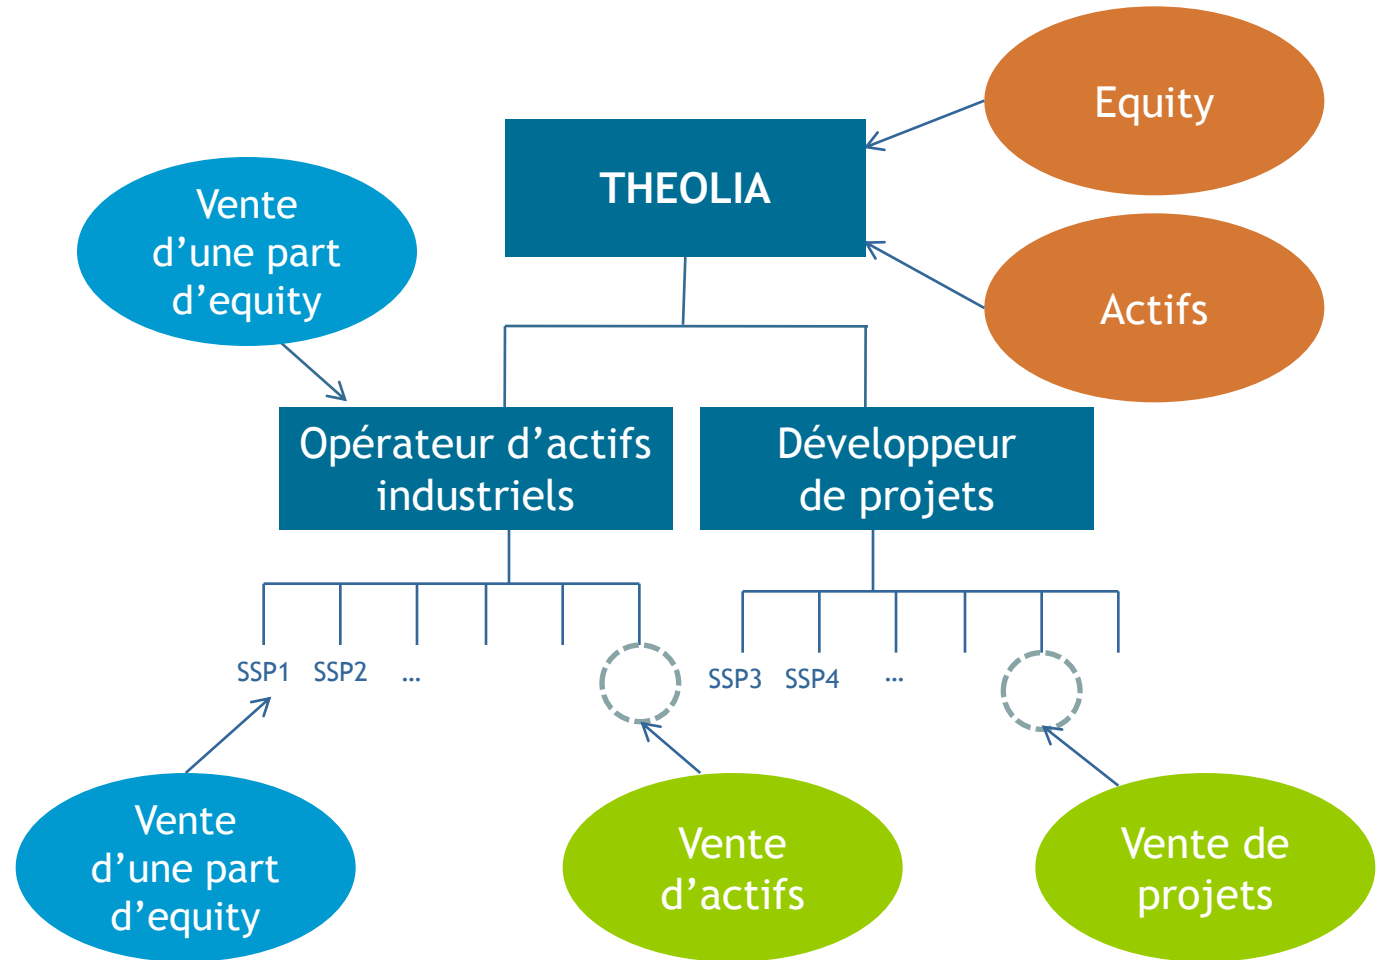 Equity
THEOLIA
Vente
d’une part
d’equity
Actifs
Opérateur d’actifs
industriels
Développeur
de projets
SSP1 SSP2 …
SSP3 SSP4 …
Vente
d’une part
d’equity
Vente
d’actifs
Vente de
projets